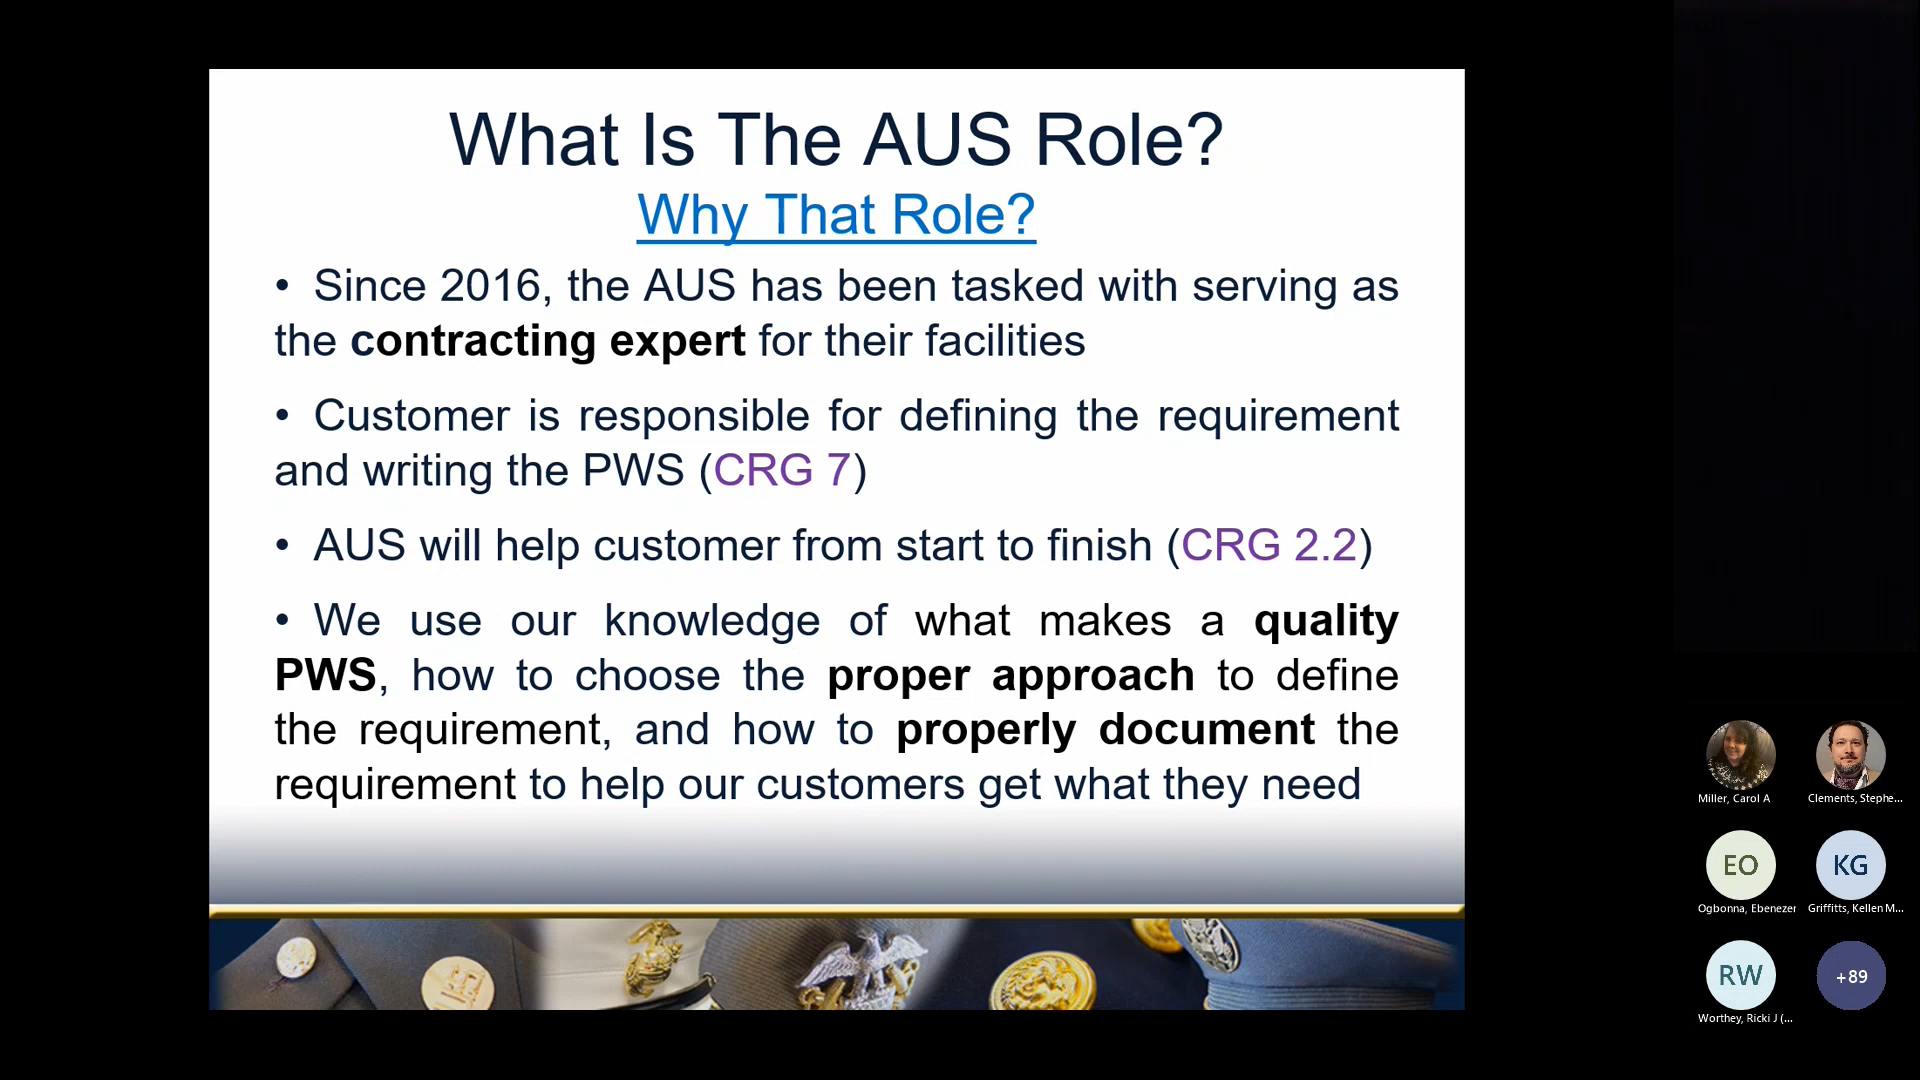 What Is The AUS Role?
Why That Role?
• Since 2016, the AUS has been tasked with serving as
the contracting expert for their facilities
• Customer is responsible for defining the requirement
and writing the PWS (CRG 7)
• AUS will help customer from start to finish (CRG 2.2)
• We use our knowledge of what makes a quality
PWS, how to choose the proper approach to define
the requirement, and how to properly document the
requirement to help our customers get what they need
Miller, Carol A
Clements, Stephe...
EO
KG
Ogbonna, Ebenezer
Griffitts, Kellen M...
RW
+89
Worthey, Ricki J (...